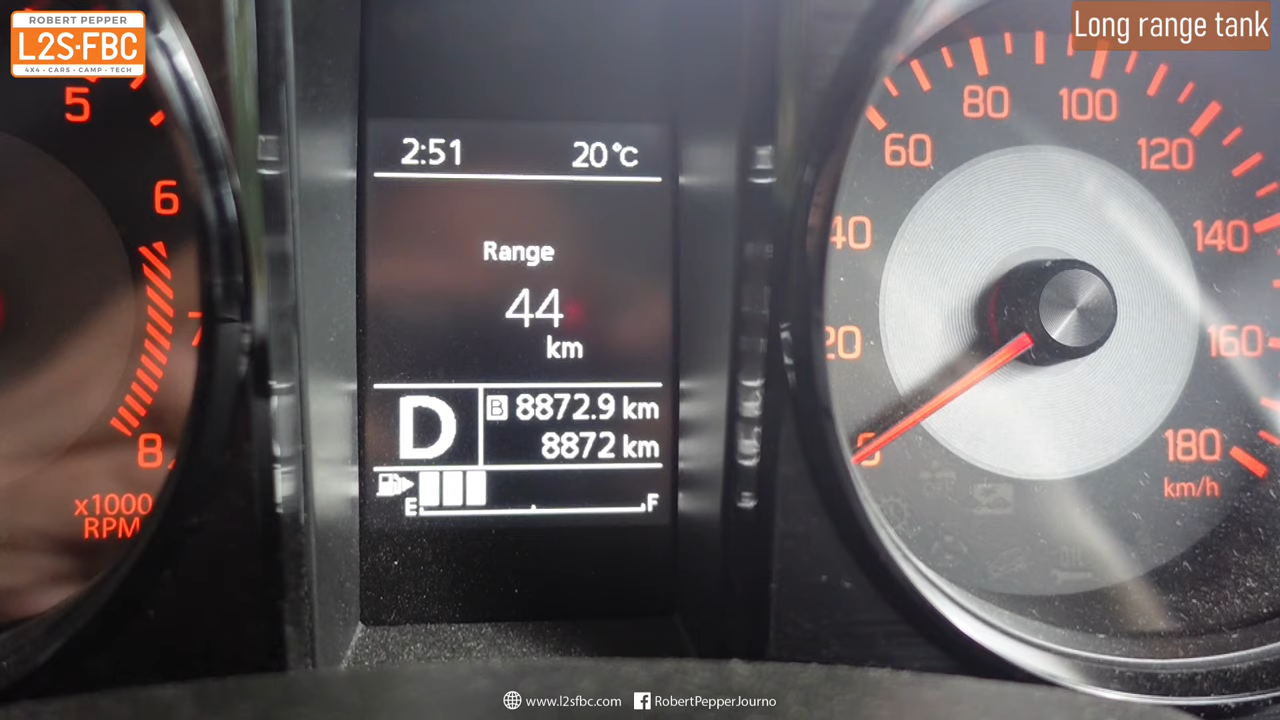 ROBERT PEPPER
L2S·FBC
4X4 • CARS • CAMP • TECH
Long range tank
5
6
7
8
x1000
RPM
2:51 20°C
Range
44
km
D
B 8872.9 km
8872 km
E F
0
20
40
60
80
100
120
140
160
180
km/h
www.l2sfbc.com RobertPepperJourno